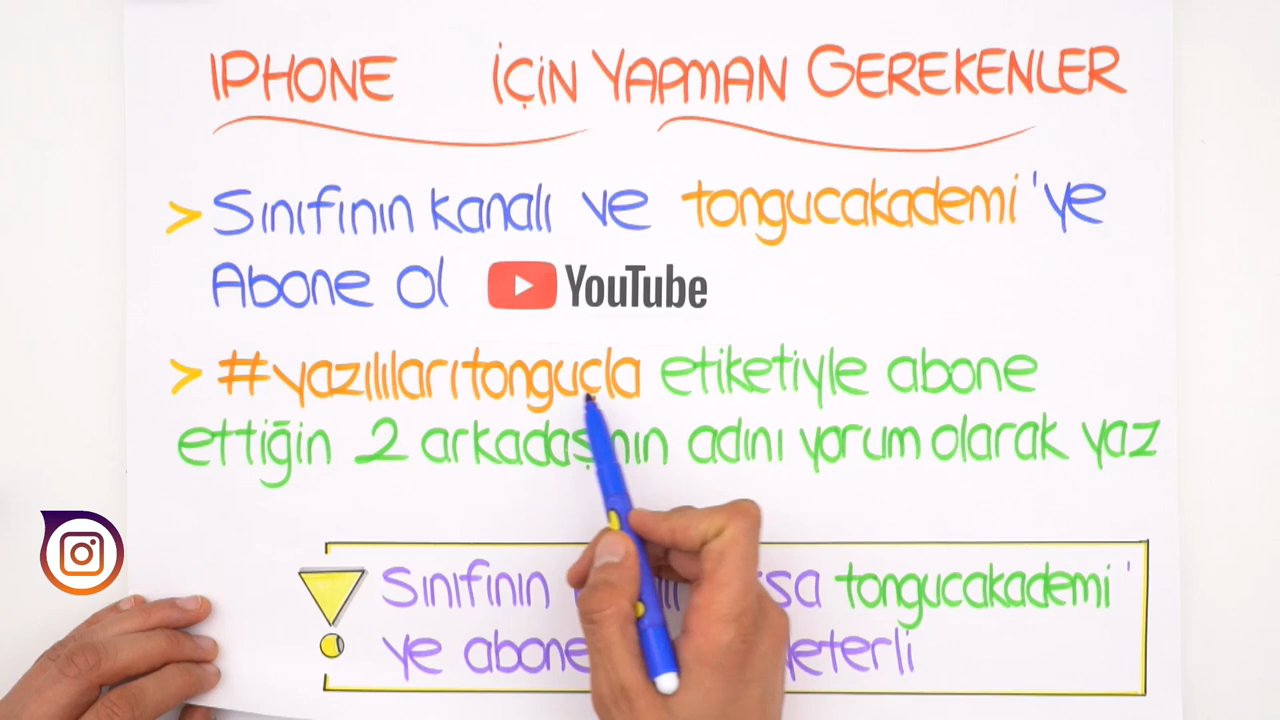 IPHONE İÇİN YAPMAN GEREKENLER
> Sınıfının kanalı ve tongucakademi'ye
Abone Ol YouTube
> #yazılılarıtonguçla etiketiyle abone
ettiğin 2 arkadaşının adını yorum olarak yaz
Sınıfının tongucakademi'
ye abone yeterli